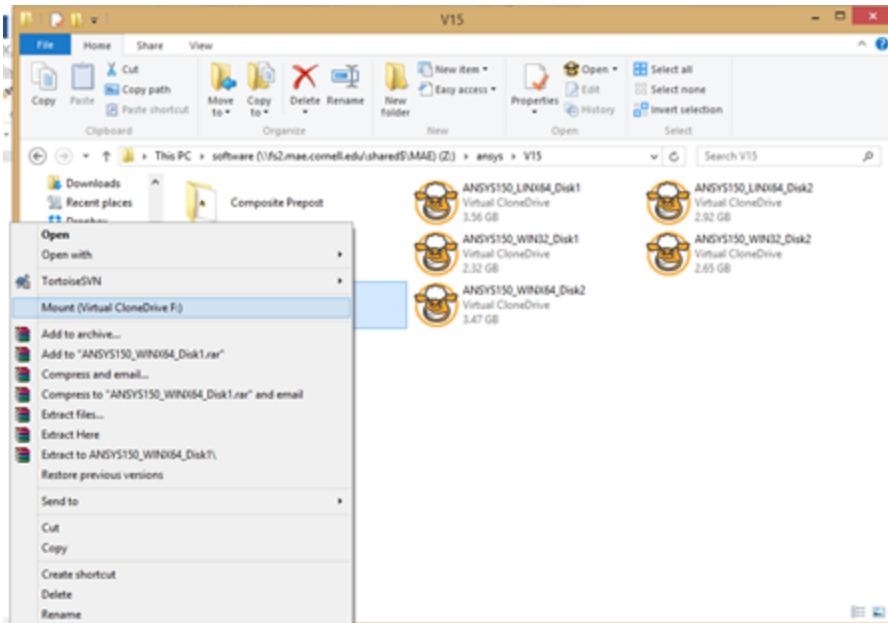 V15
File Home Share View
Copy
Paste
Cut
Copy path
Paste shortcut
Clipboard
Move to
Copy to
Delete
Rename
Organize
New folder
New item
Easy access
New
Properties
Open
Edit
History
Open
Select all
Select none
Invert selection
Select
This PC software (\\fs2.mae.cornell.edu\shared$\MAE) (Z:) ansys V15
Search V15
Downloads
Recent places
Dropbox
Composite Prepost
ANSYS150_LINX64_Disk1
Virtual CloneDrive
3.56 GB
ANSYS150_LINX64_Disk2
Virtual CloneDrive
2.92 GB
ANSYS150_WIN32_Disk1
Virtual CloneDrive
2.32 GB
ANSYS150_WIN32_Disk2
Virtual CloneDrive
2.65 GB
ANSYS150_WINX64_Disk2
Virtual CloneDrive
3.47 GB
Open
Open with
TortoiseSVN
Mount (Virtual CloneDrive F:)
Add to archive...
Add to "ANSYS150_WINX64_Disk1.rar"
Compress and email...
Compress to "ANSYS150_WINX64_Disk1.rar" and email
Extract files...
Extract Here
Extract to ANSYS150_WINX64_Disk1\
Restore previous versions
Send to
Cut
Copy
Create shortcut
Delete
Rename